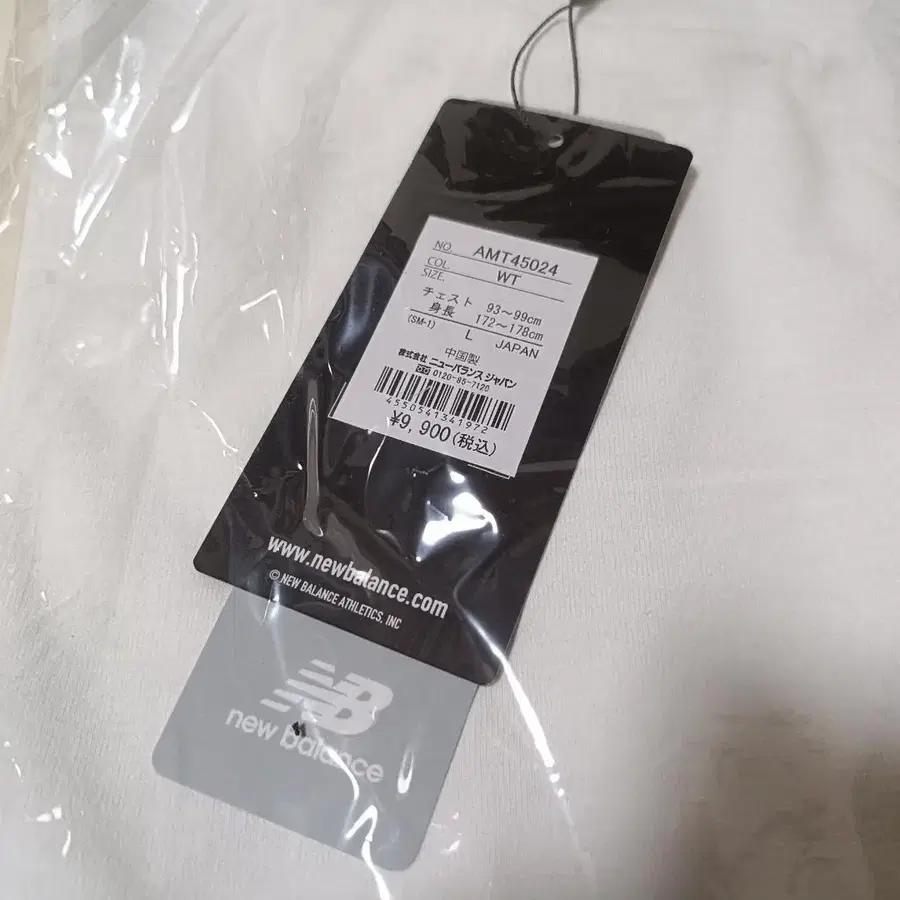 NO. AMT45024
COL. WT
SIZE.
チェスト 93〜99cm
身長 172〜178cm
(SM-1) L JAPAN
中国製
株式会社 ニューバランス ジャパン
0120-85-7120
4550541341972
¥9,900(税込)
www.newbalance.com
© NEW BALANCE ATHLETICS, INC
NB
new balance